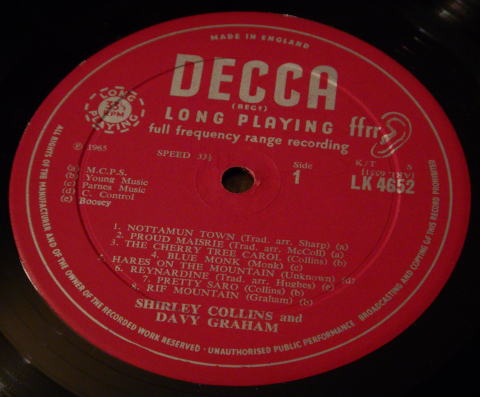 MADE IN ENGLAND
DECCA
(REGT)
LONG PLAYING
full frequency range recording
ffrr
LONG PLAYING
33⅓
RPM
℗ 1965
SPEED 33⅓
Side
1
K/T
LK 4652
(a) M.C.P.S.
(b) Young Music
(c) Parnes Music
(d) C. Control
Boosey
1. NOTTAMUN TOWN (Trad. arr. Sharp) (a)
2. PROUD MAISRIE (Trad. arr. McColl) (a)
3. THE CHERRY TREE CAROL (Collins) (b)
4. BLUE MONK (Monk) (c)
HARES ON THE MOUNTAIN (Unknown) (d)
6. REYNARDINE (Trad. arr. Hughes)
7. PRETTY SARO (Collins) (b)
8. RIF MOUNTAIN (Graham) (b)
SHIRLEY COLLINS and
DAVY GRAHAM
ALL RIGHTS OF THE MANUFACTURER AND OF THE OWNER OF THE RECORDED WORK RESERVED · UNAUTHORISED PUBLIC PERFORMANCE BROADCASTING AND COPYING OF THIS RECORD PROHIBITED